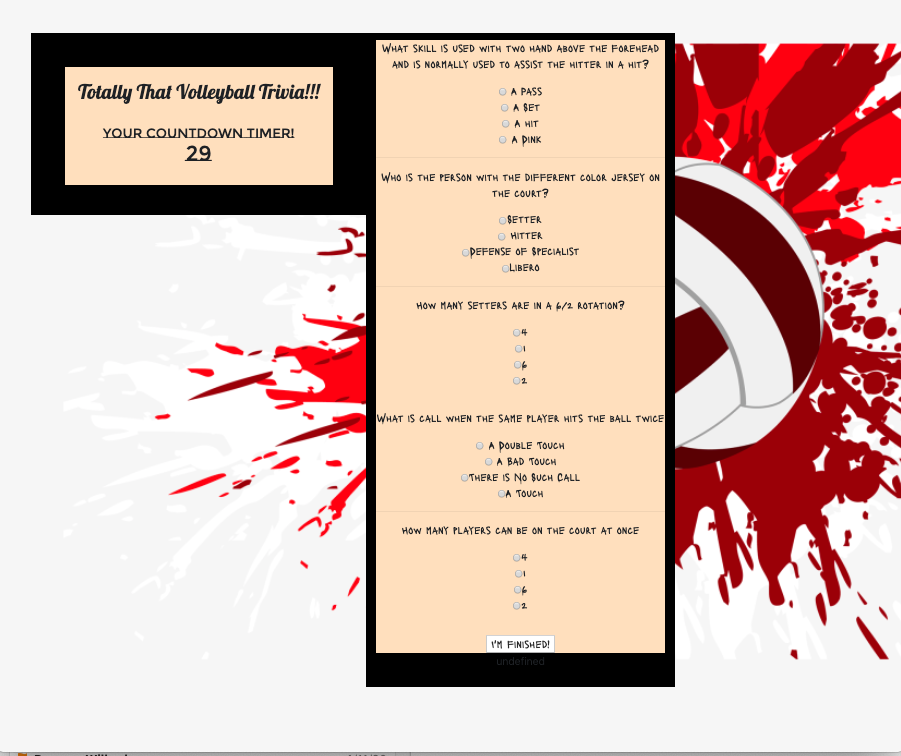 Totally That Volleyball Trivia!!!
YOUR COUNTDOWN TIMER!
29
What skill is used with two hand above the forehead
and is normally used to assist the hitter in a hit?
A Pass
A Set
A hit
A Pink
Who is the person with the different color jersey on
the court?
Setter
Hitter
Defense of Specialist
Libero
How many setters are in a 6/2 rotation?
4
1
6
2
What is call when the same player hits the ball twice
A Double Touch
A Bad Touch
There is No Such Call
A Touch
How many players can be on the court at once
4
1
6
2
I'm Finished!
undefined